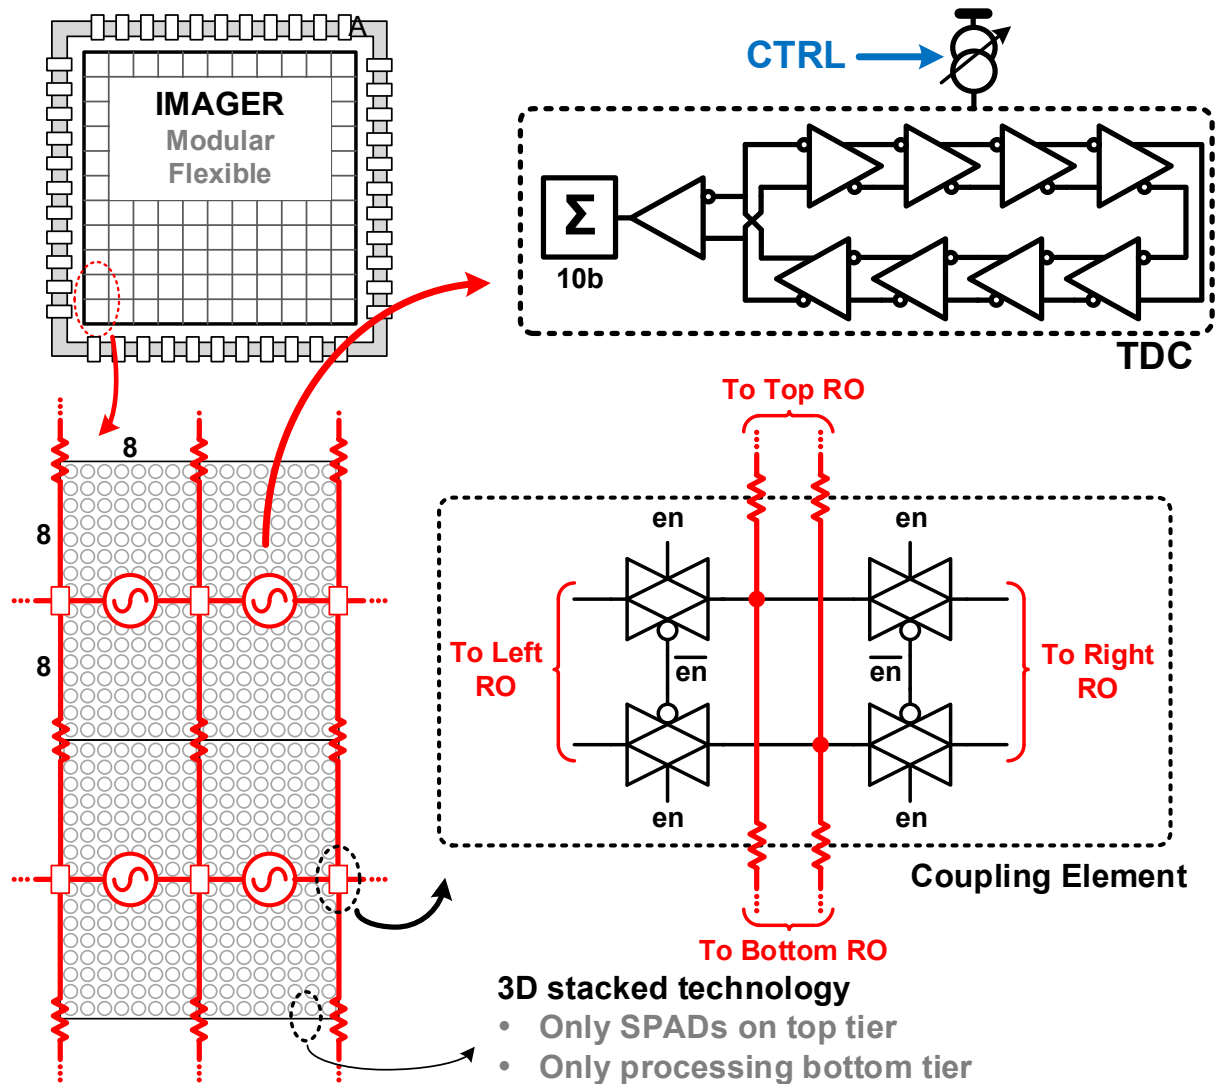 A
IMAGER
Modular
Flexible
CTRL
Σ
10b
TDC
8
8
8
To Top RO
en
en
To Left
RO
en
en
To Right
RO
en
en
Coupling Element
To Bottom RO
3D stacked technology
• Only SPADs on top tier
• Only processing bottom tier